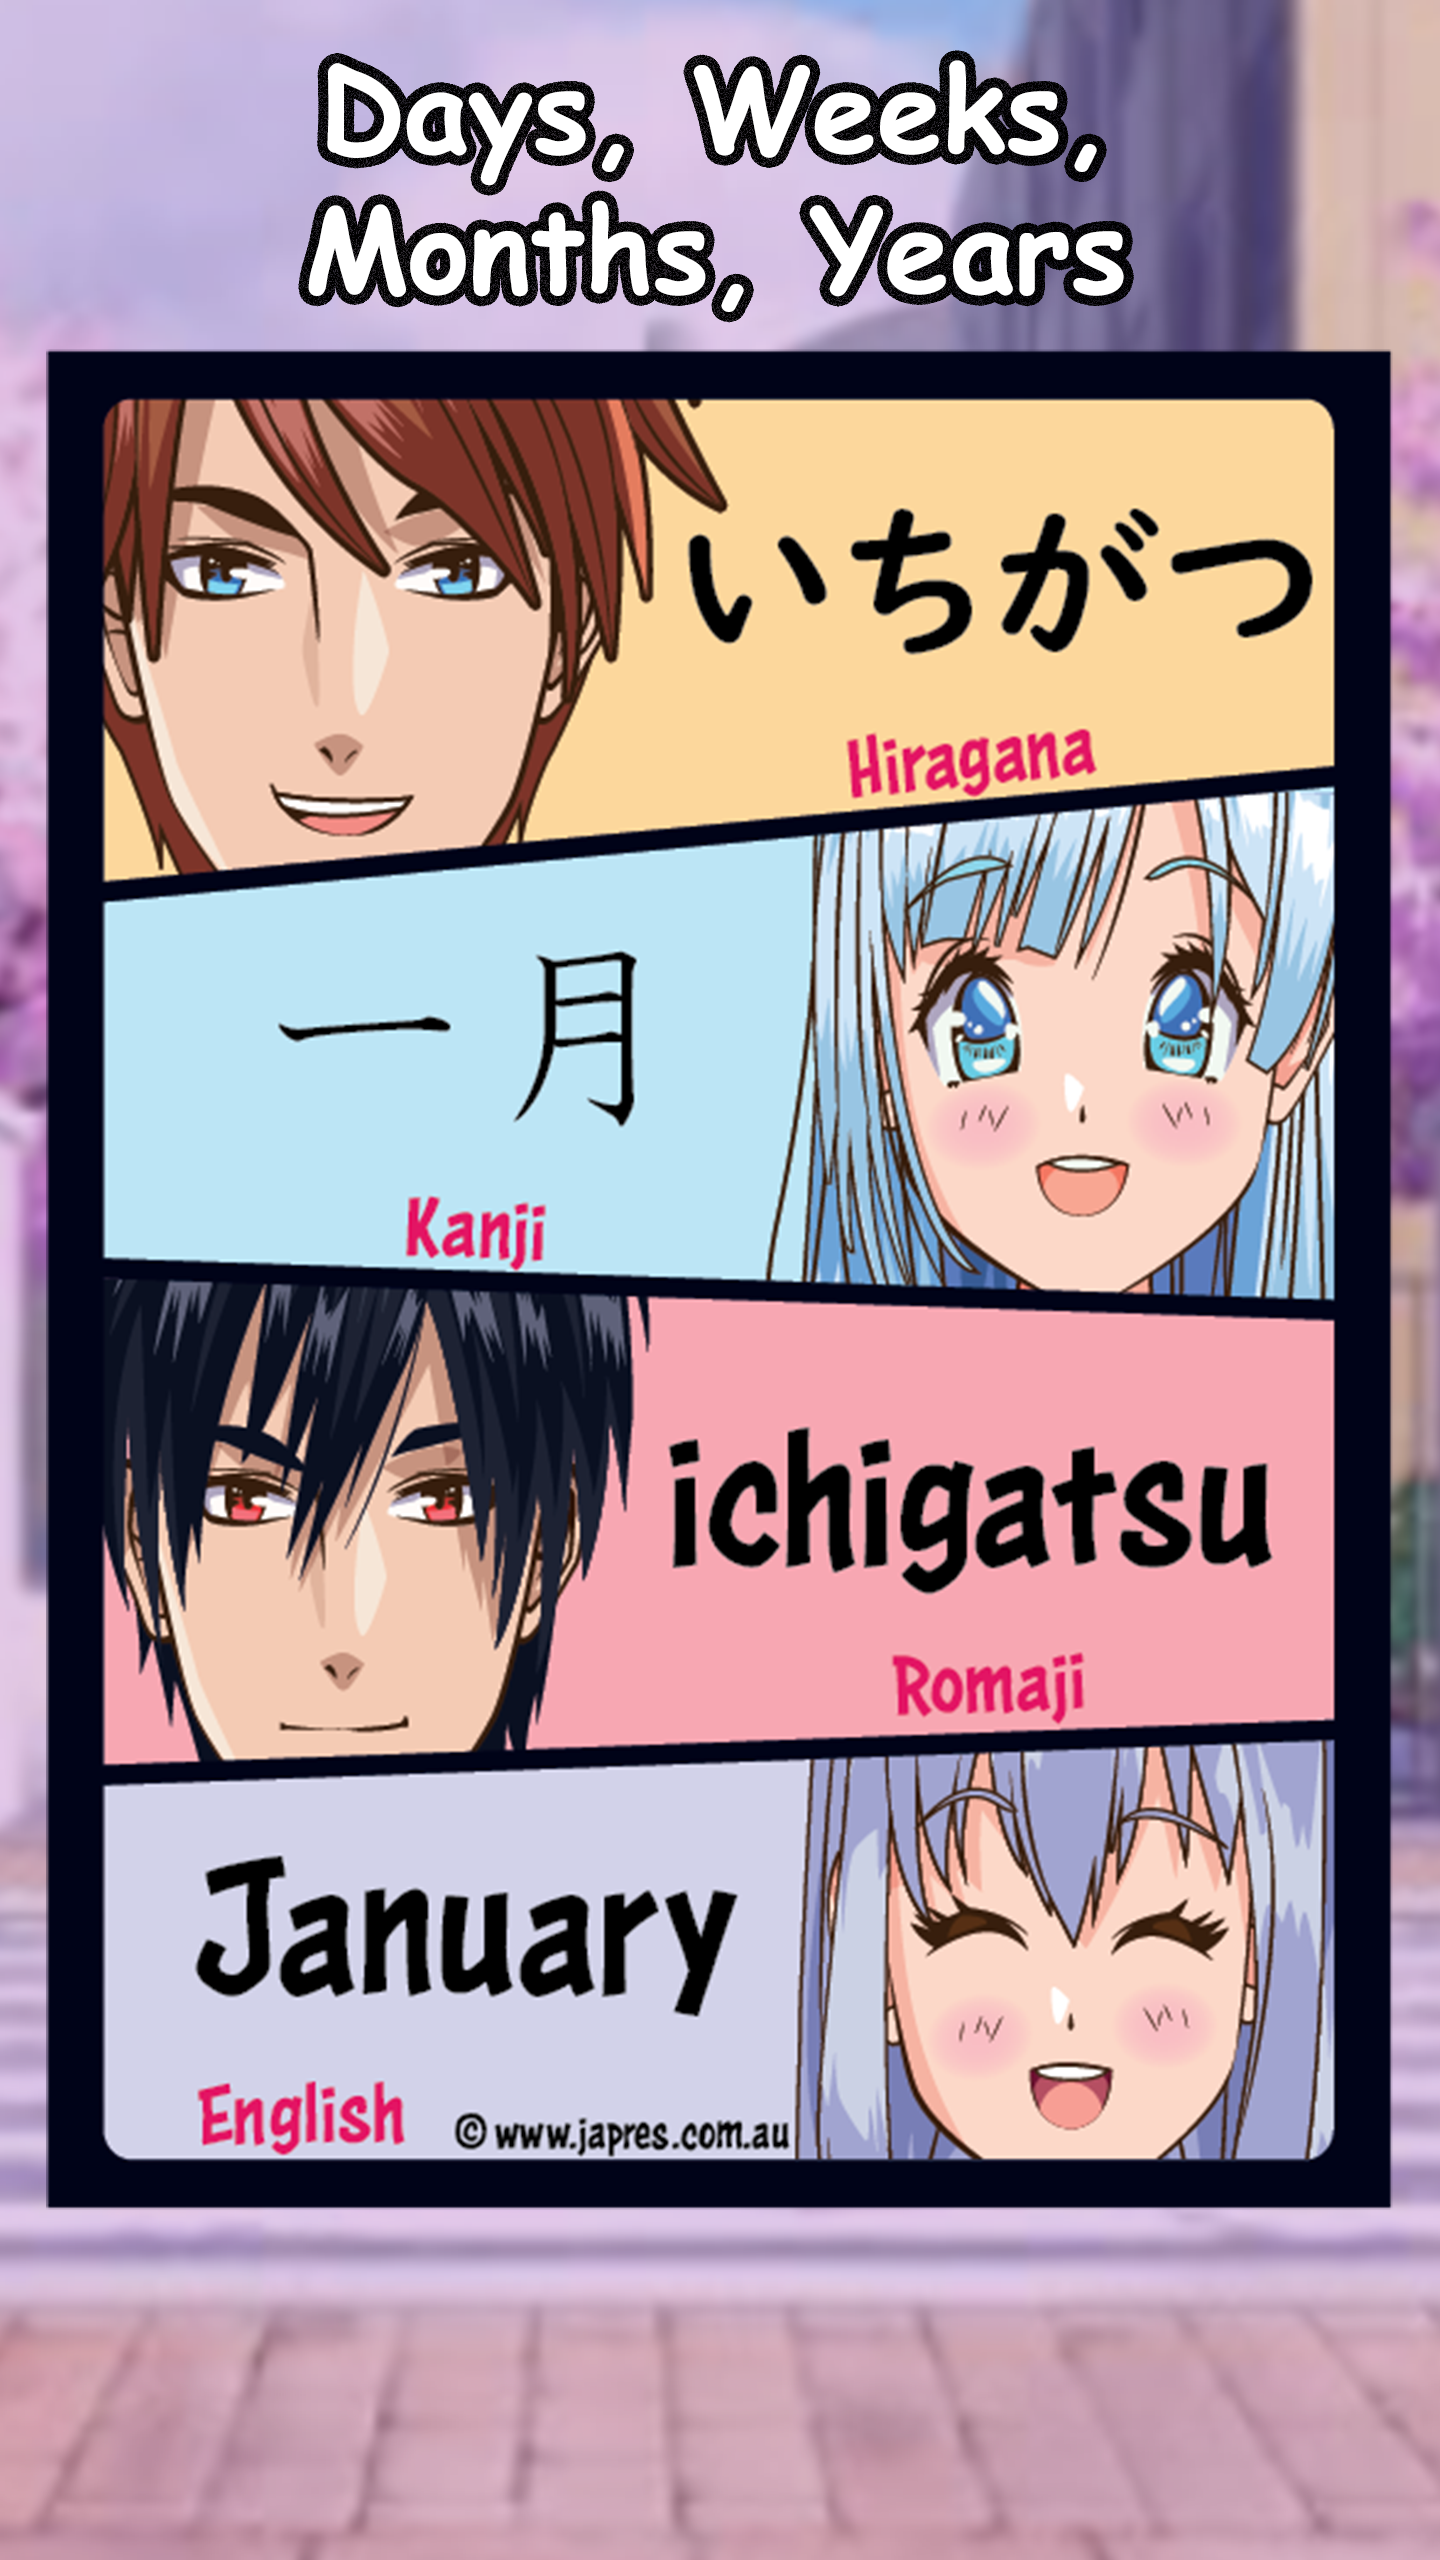 Days, Weeks,
Months, Years
いちがつ
Hiragana
一月
Kanji
ichigatsu
Romaji
January
English
© www.japres.com.au